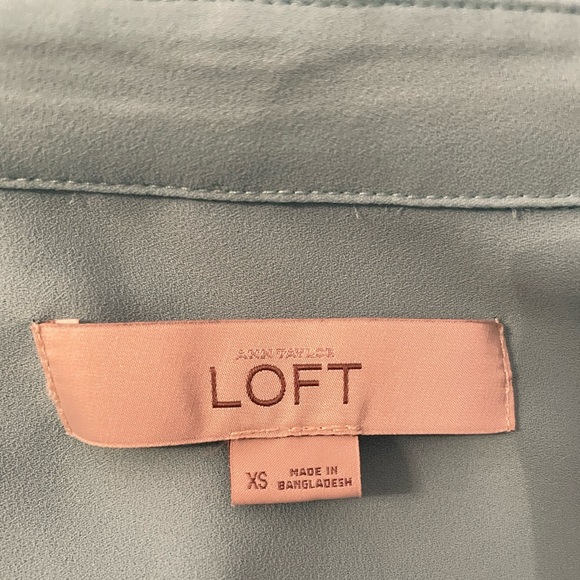 ANN TAYLOR
LOFT
XS
MADE IN
BANGLADESH